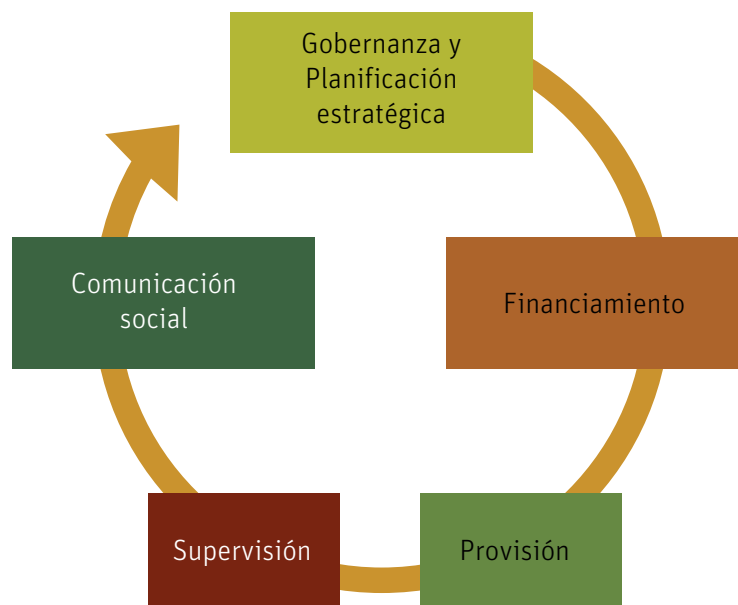 Gobernanza y
Planificación
estratégica
Financiamiento
Provisión
Supervisión
Comunicación
social